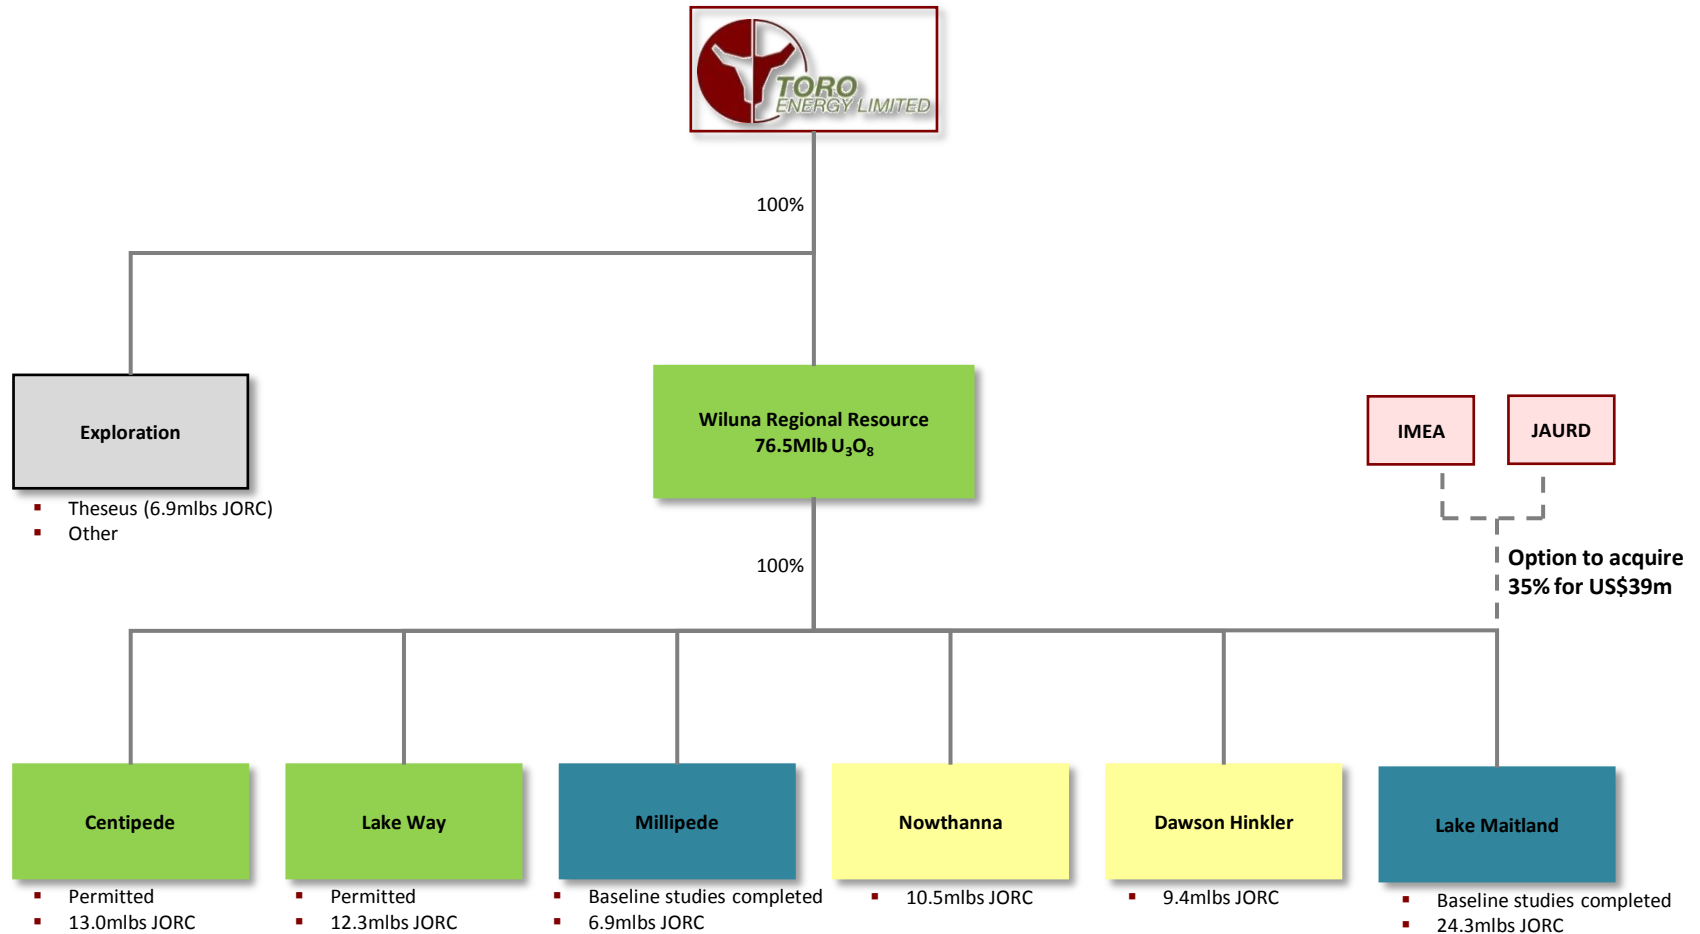 TORO
ENERGY LIMITED
100%
Exploration
▪ Theseus (6.9mlbs JORC)
▪ Other
Wiluna Regional Resource
76.5Mlb U₃O₈
IMEA
JAURD
Option to acquire
35% for US$39m
100%
Centipede
▪ Permitted
▪ 13.0mlbs JORC
Lake Way
▪ Permitted
▪ 12.3mlbs JORC
Millipede
▪ Baseline studies completed
▪ 6.9mlbs JORC
Nowthanna
▪ 10.5mlbs JORC
Dawson Hinkler
▪ 9.4mlbs JORC
Lake Maitland
▪ Baseline studies completed
▪ 24.3mlbs JORC